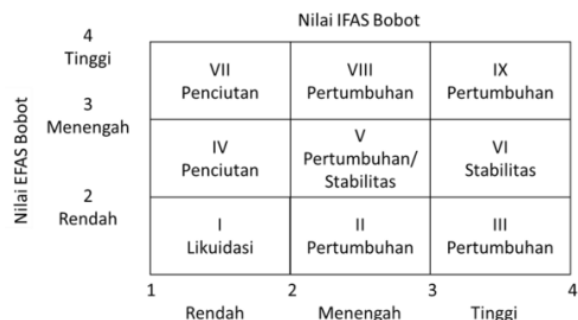 Nilai IFAS Bobot
Nilai EFAS Bobot
4
Tinggi
3
Menengah
2
Rendah
VII
Penciutan
VIII
Pertumbuhan
IX
Pertumbuhan
IV
Penciutan
V
Pertumbuhan/
Stabilitas
VI
Stabilitas
I
Likuidasi
II
Pertumbuhan
III
Pertumbuhan
1 2 3 4
Rendah Menengah Tinggi